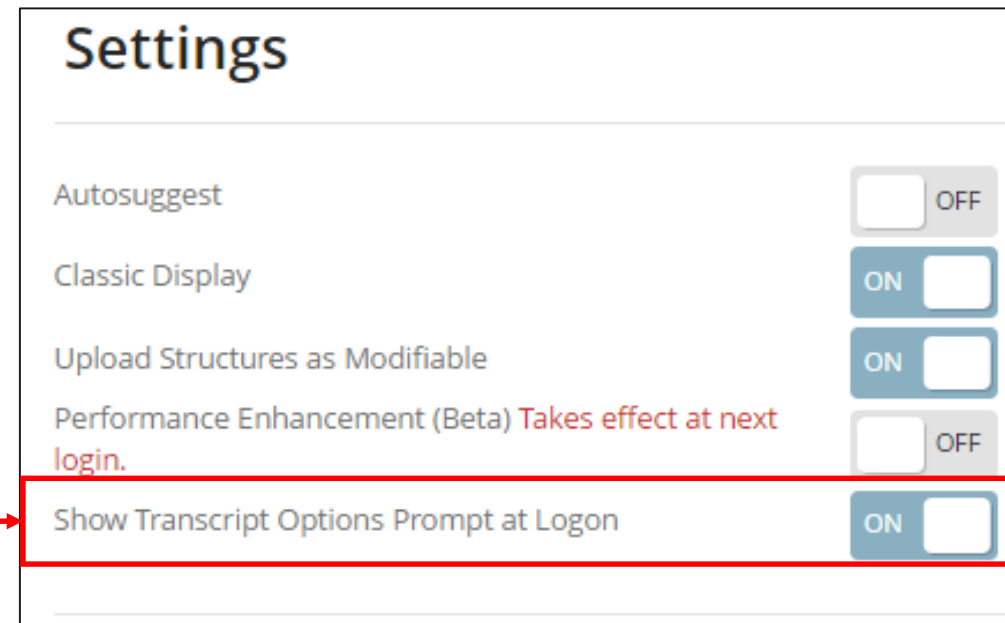 Settings
Autosuggest OFF
Classic Display ON
Upload Structures as Modifiable ON
Performance Enhancement (Beta) Takes effect at next
login. OFF
Show Transcript Options Prompt at Logon ON